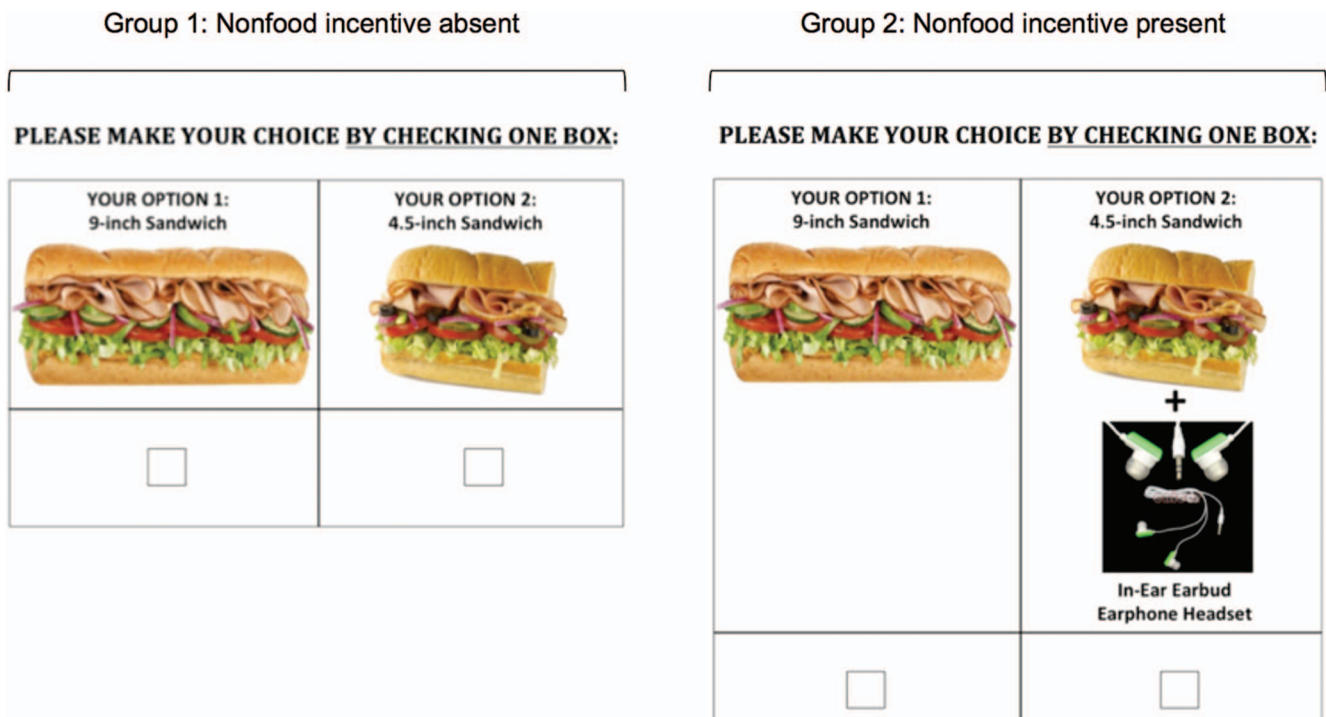 Group 1: Nonfood incentive absent
PLEASE MAKE YOUR CHOICE BY CHECKING ONE BOX:
YOUR OPTION 1:
9-inch Sandwich
YOUR OPTION 2:
4.5-inch Sandwich
Group 2: Nonfood incentive present
PLEASE MAKE YOUR CHOICE BY CHECKING ONE BOX:
YOUR OPTION 1:
9-inch Sandwich
YOUR OPTION 2:
4.5-inch Sandwich
+
In-Ear Earbud
Earphone Headset